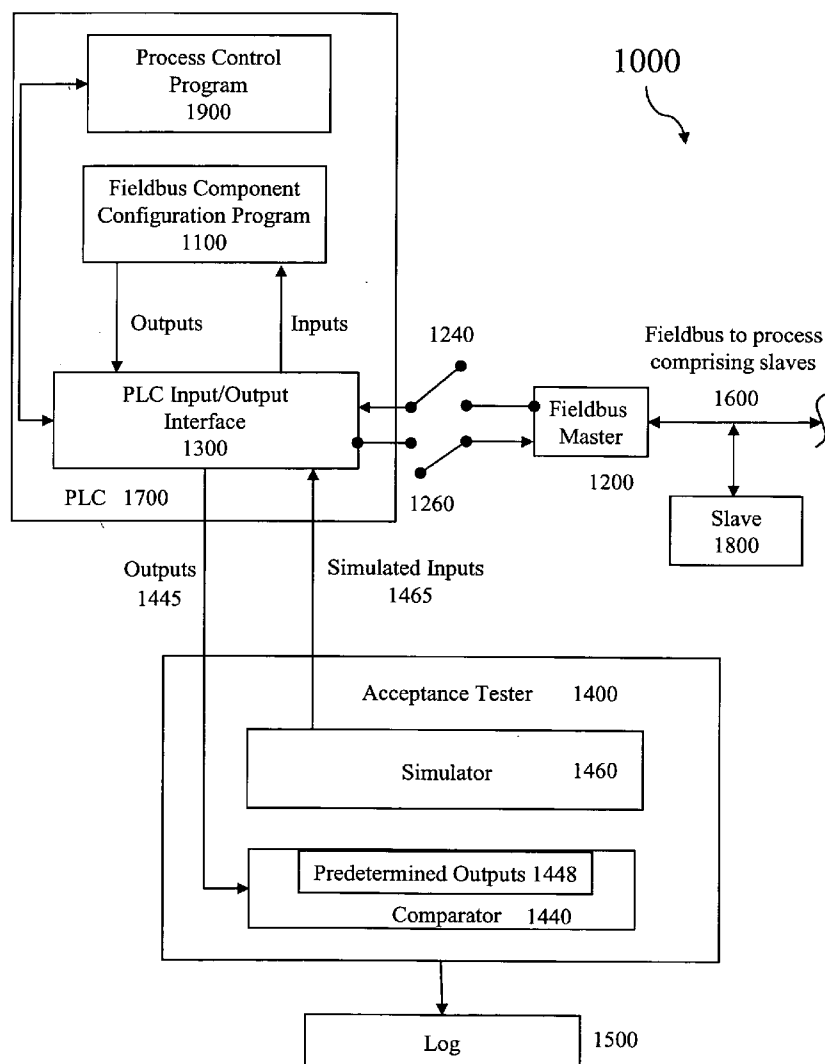 Process Control
Program
1900
1000
Fieldbus Component
Configuration Program
1100
Outputs
Inputs
1240
Fieldbus to process
comprising slaves
1600
PLC Input/Output
Interface
1300
Fieldbus
Master
1200
1260
PLC 1700
Slave
1800
Outputs
1445
Simulated Inputs
1465
Acceptance Tester 1400
Simulator 1460
Predetermined Outputs 1448
Comparator 1440
Log 1500